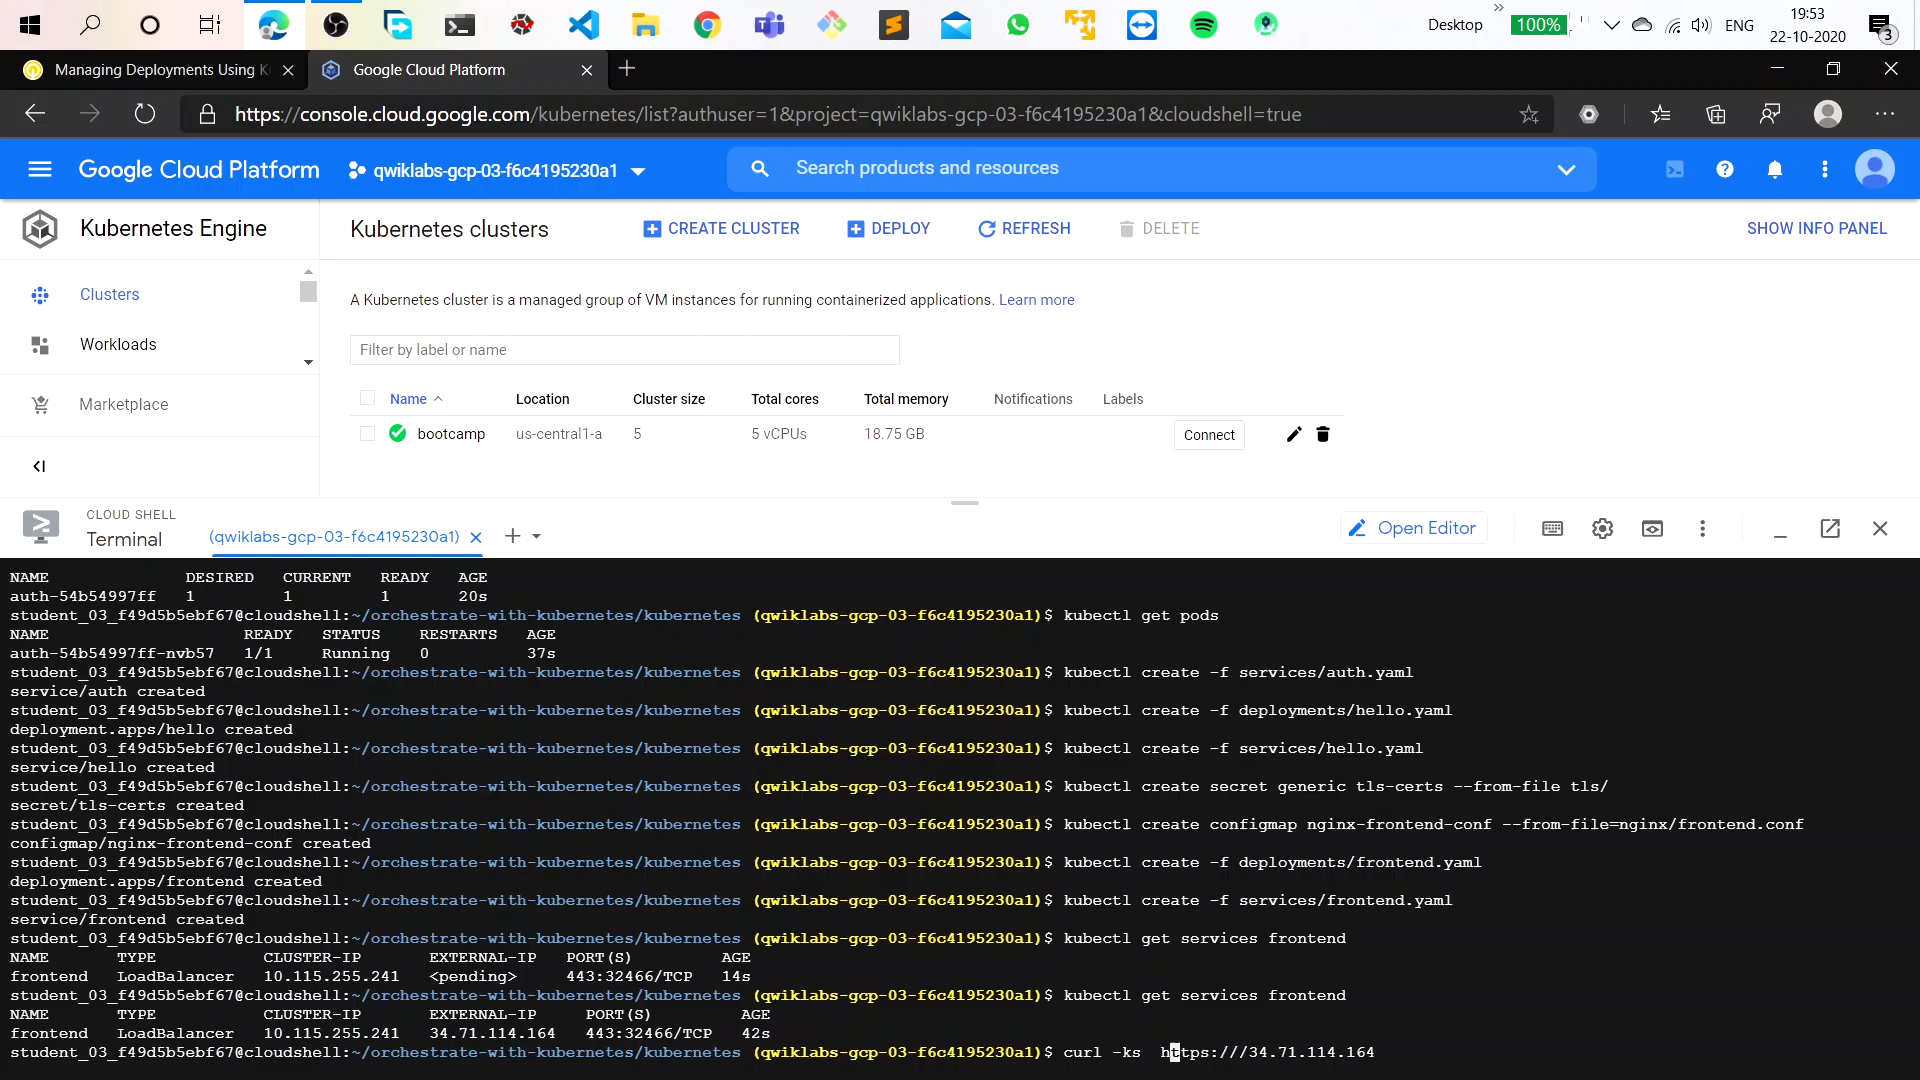 Desktop
100%
ENG
19:53
22-10-2020
3
Managing Deployments Using K
Google Cloud Platform
https://console.cloud.google.com/kubernetes/list?authuser=1&project=qwiklabs-gcp-03-f6c4195230a1&cloudshell=true
Google Cloud Platform
qwiklabs-gcp-03-f6c4195230a1
Search products and resources
Kubernetes Engine
Kubernetes clusters
CREATE CLUSTER
DEPLOY
REFRESH
DELETE
SHOW INFO PANEL
Clusters
Workloads
Marketplace
A Kubernetes cluster is a managed group of VM instances for running containerized applications. Learn more
Filter by label or name
Name Location Cluster size Total cores Total memory Notifications Labels
bootcamp us-central1-a 5 5 vCPUs 18.75 GB Connect
CLOUD SHELL
Terminal
(qwiklabs-gcp-03-f6c4195230a1)
Open Editor
NAME DESIRED CURRENT READY AGE
auth-54b54997ff 1 1 1 20s
student_03_f49d5b5ebf67@cloudshell:~/orchestrate-with-kubernetes/kubernetes (qwiklabs-gcp-03-f6c4195230a1)$ kubectl get pods
NAME READY STATUS RESTARTS AGE
auth-54b54997ff-nvb57 1/1 Running 0 37s
student_03_f49d5b5ebf67@cloudshell:~/orchestrate-with-kubernetes/kubernetes (qwiklabs-gcp-03-f6c4195230a1)$ kubectl create -f services/auth.yaml
service/auth created
student_03_f49d5b5ebf67@cloudshell:~/orchestrate-with-kubernetes/kubernetes (qwiklabs-gcp-03-f6c4195230a1)$ kubectl create -f deployments/hello.yaml
deployment.apps/hello created
student_03_f49d5b5ebf67@cloudshell:~/orchestrate-with-kubernetes/kubernetes (qwiklabs-gcp-03-f6c4195230a1)$ kubectl create -f services/hello.yaml
service/hello created
student_03_f49d5b5ebf67@cloudshell:~/orchestrate-with-kubernetes/kubernetes (qwiklabs-gcp-03-f6c4195230a1)$ kubectl create secret generic tls-certs --from-file tls/
secret/tls-certs created
student_03_f49d5b5ebf67@cloudshell:~/orchestrate-with-kubernetes/kubernetes (qwiklabs-gcp-03-f6c4195230a1)$ kubectl create configmap nginx-frontend-conf --from-file=nginx/frontend.conf
configmap/nginx-frontend-conf created
student_03_f49d5b5ebf67@cloudshell:~/orchestrate-with-kubernetes/kubernetes (qwiklabs-gcp-03-f6c4195230a1)$ kubectl create -f deployments/frontend.yaml
deployment.apps/frontend created
student_03_f49d5b5ebf67@cloudshell:~/orchestrate-with-kubernetes/kubernetes (qwiklabs-gcp-03-f6c4195230a1)$ kubectl create -f services/frontend.yaml
service/frontend created
student_03_f49d5b5ebf67@cloudshell:~/orchestrate-with-kubernetes/kubernetes (qwiklabs-gcp-03-f6c4195230a1)$ kubectl get services frontend
NAME TYPE CLUSTER-IP EXTERNAL-IP PORT(S) AGE
frontend LoadBalancer 10.115.255.241 <pending> 443:32466/TCP 14s
student_03_f49d5b5ebf67@cloudshell:~/orchestrate-with-kubernetes/kubernetes (qwiklabs-gcp-03-f6c4195230a1)$ kubectl get services frontend
NAME TYPE CLUSTER-IP EXTERNAL-IP PORT(S) AGE
frontend LoadBalancer 10.115.255.241 34.71.114.164 443:32466/TCP 42s
student_03_f49d5b5ebf67@cloudshell:~/orchestrate-with-kubernetes/kubernetes (qwiklabs-gcp-03-f6c4195230a1)$ curl -ks https:///34.71.114.164